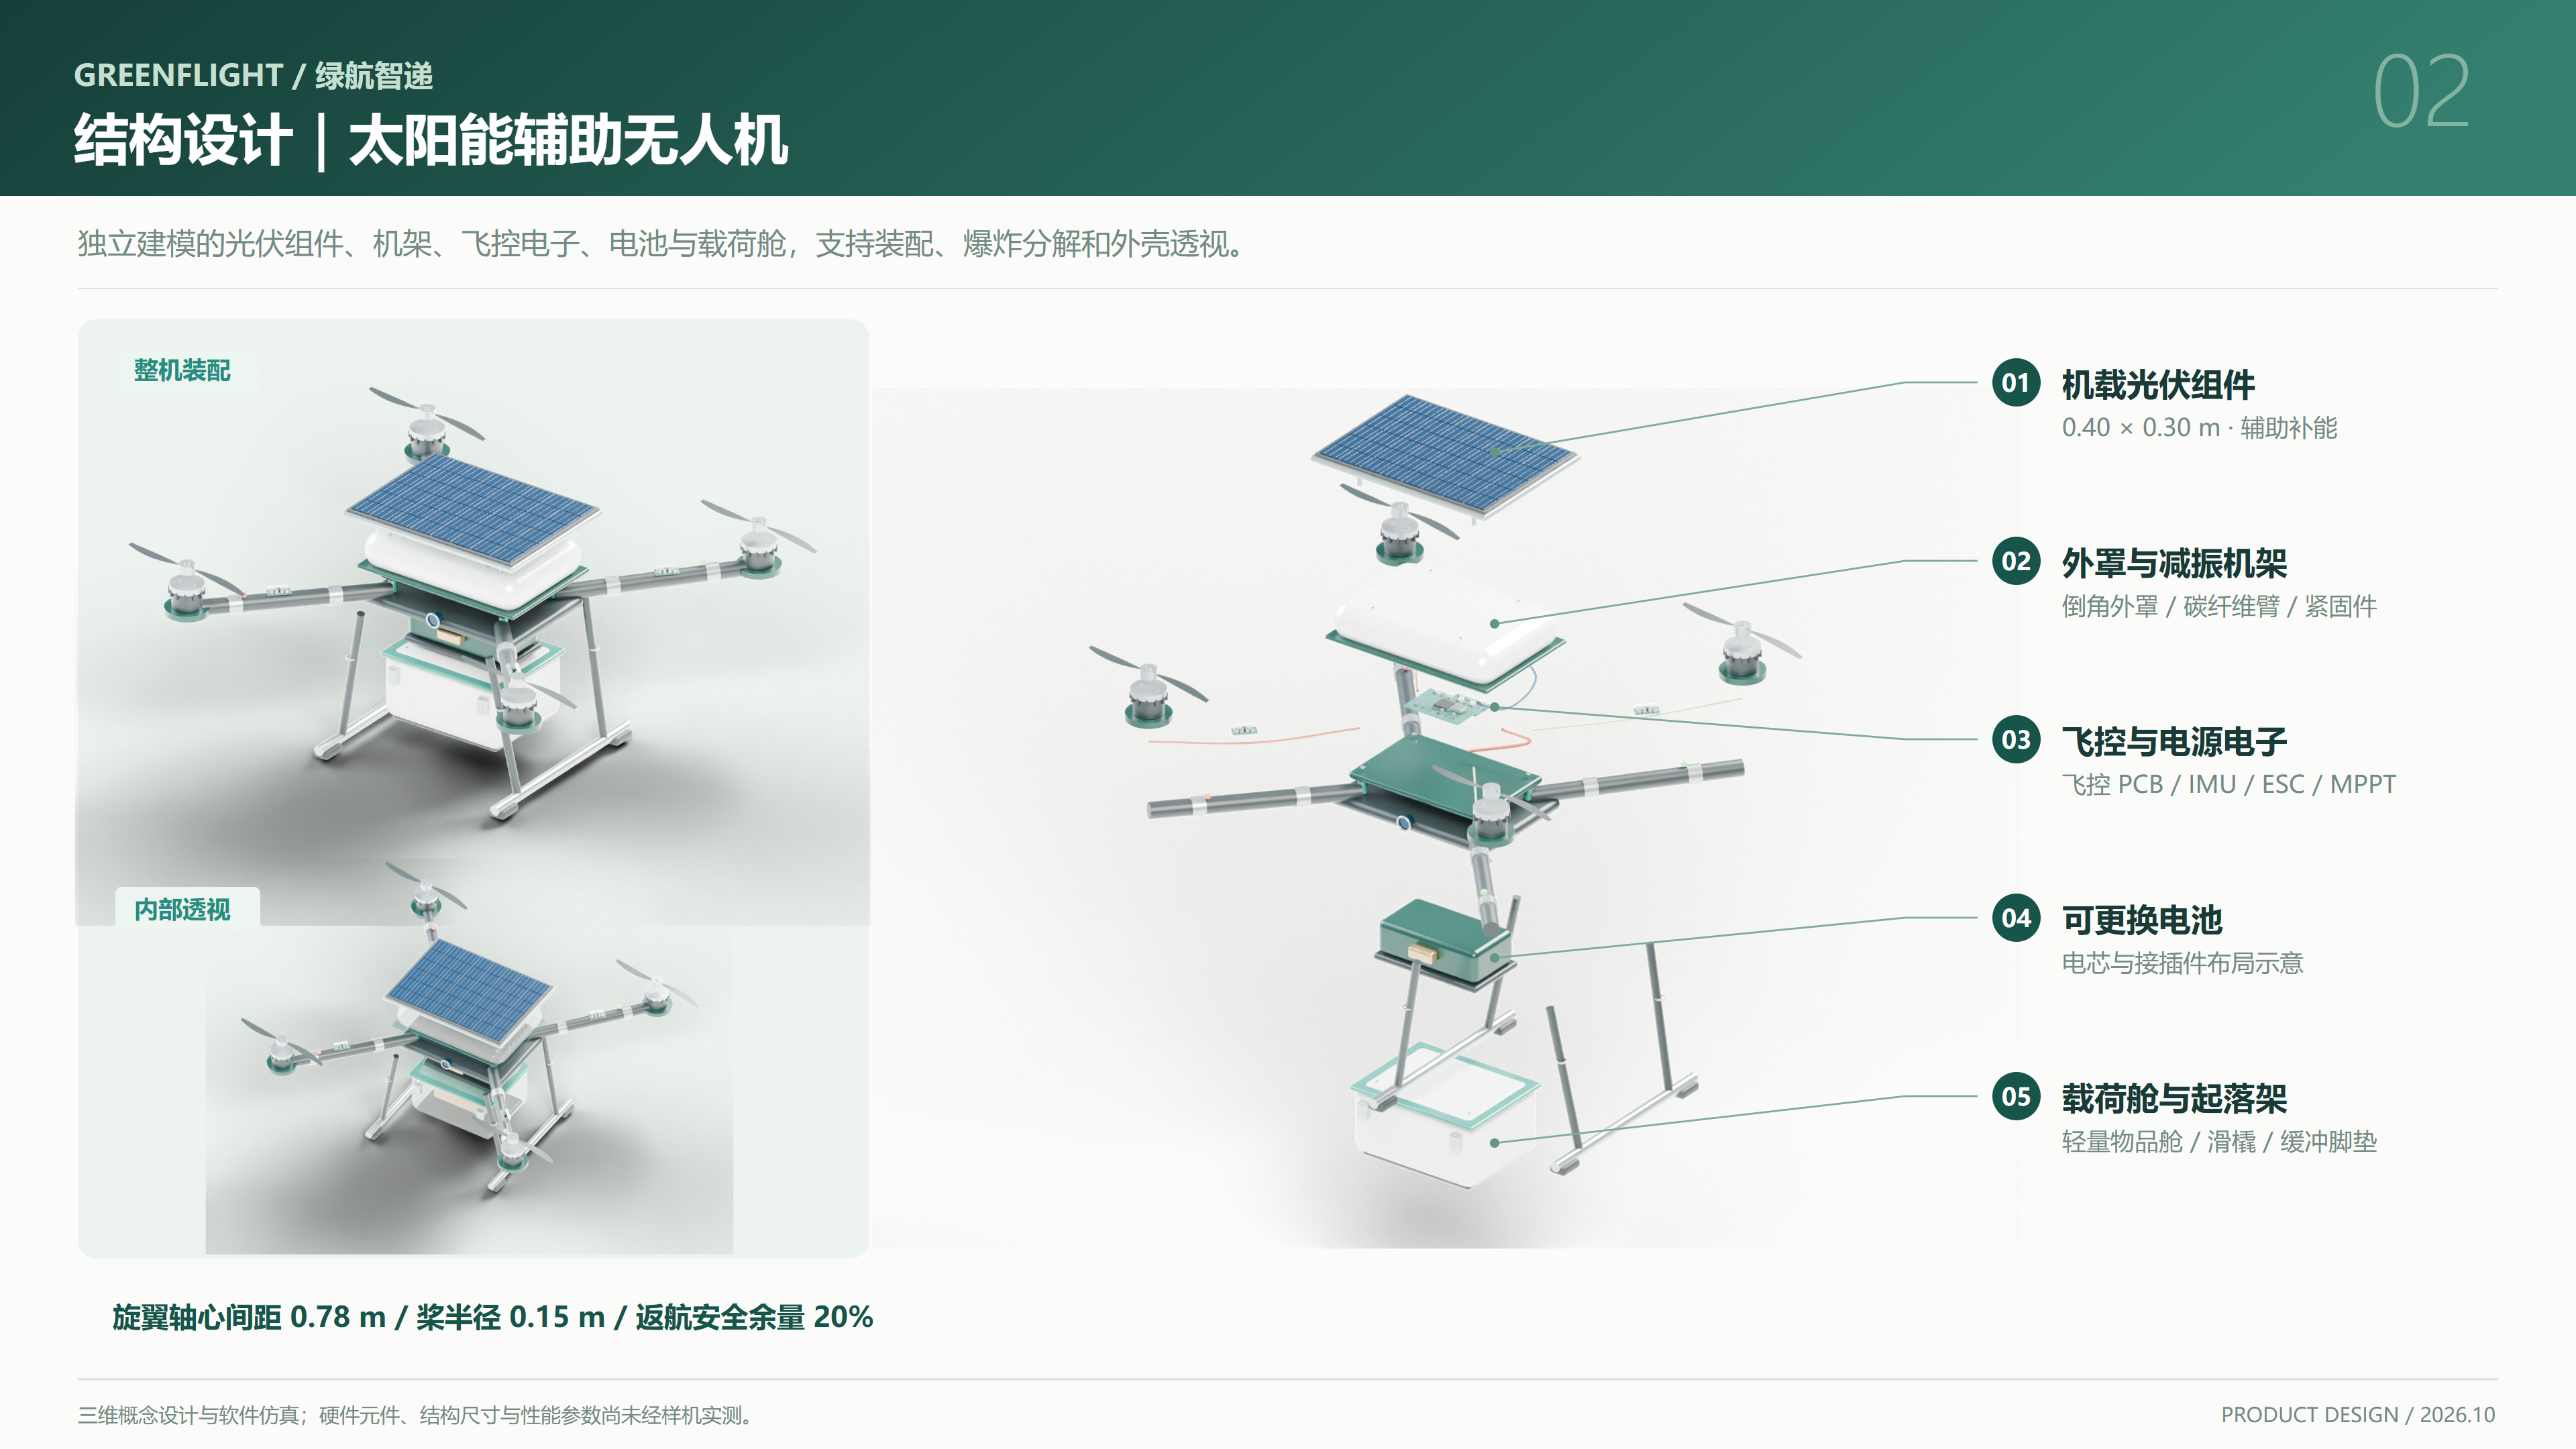 GREENFLIGHT / 绿航智递
02
结构设计｜太阳能辅助无人机
独立建模的光伏组件、机架、飞控电子、电池与载荷舱，支持装配、爆炸分解和外壳透视。
整机装配
内部透视
01
机载光伏组件
0.40 × 0.30 m · 辅助补能
02
外罩与减振机架
倒角外罩 / 碳纤维臂 / 紧固件
03
飞控与电源电子
飞控 PCB / IMU / ESC / MPPT
04
可更换电池
电芯与接插件布局示意
05
载荷舱与起落架
轻量物品舱 / 滑橇 / 缓冲脚垫
旋翼轴心间距 0.78 m / 桨半径 0.15 m / 返航安全余量 20%
三维概念设计与软件仿真；硬件元件、结构尺寸与性能参数尚未经样机实测。
PRODUCT DESIGN / 2026.10